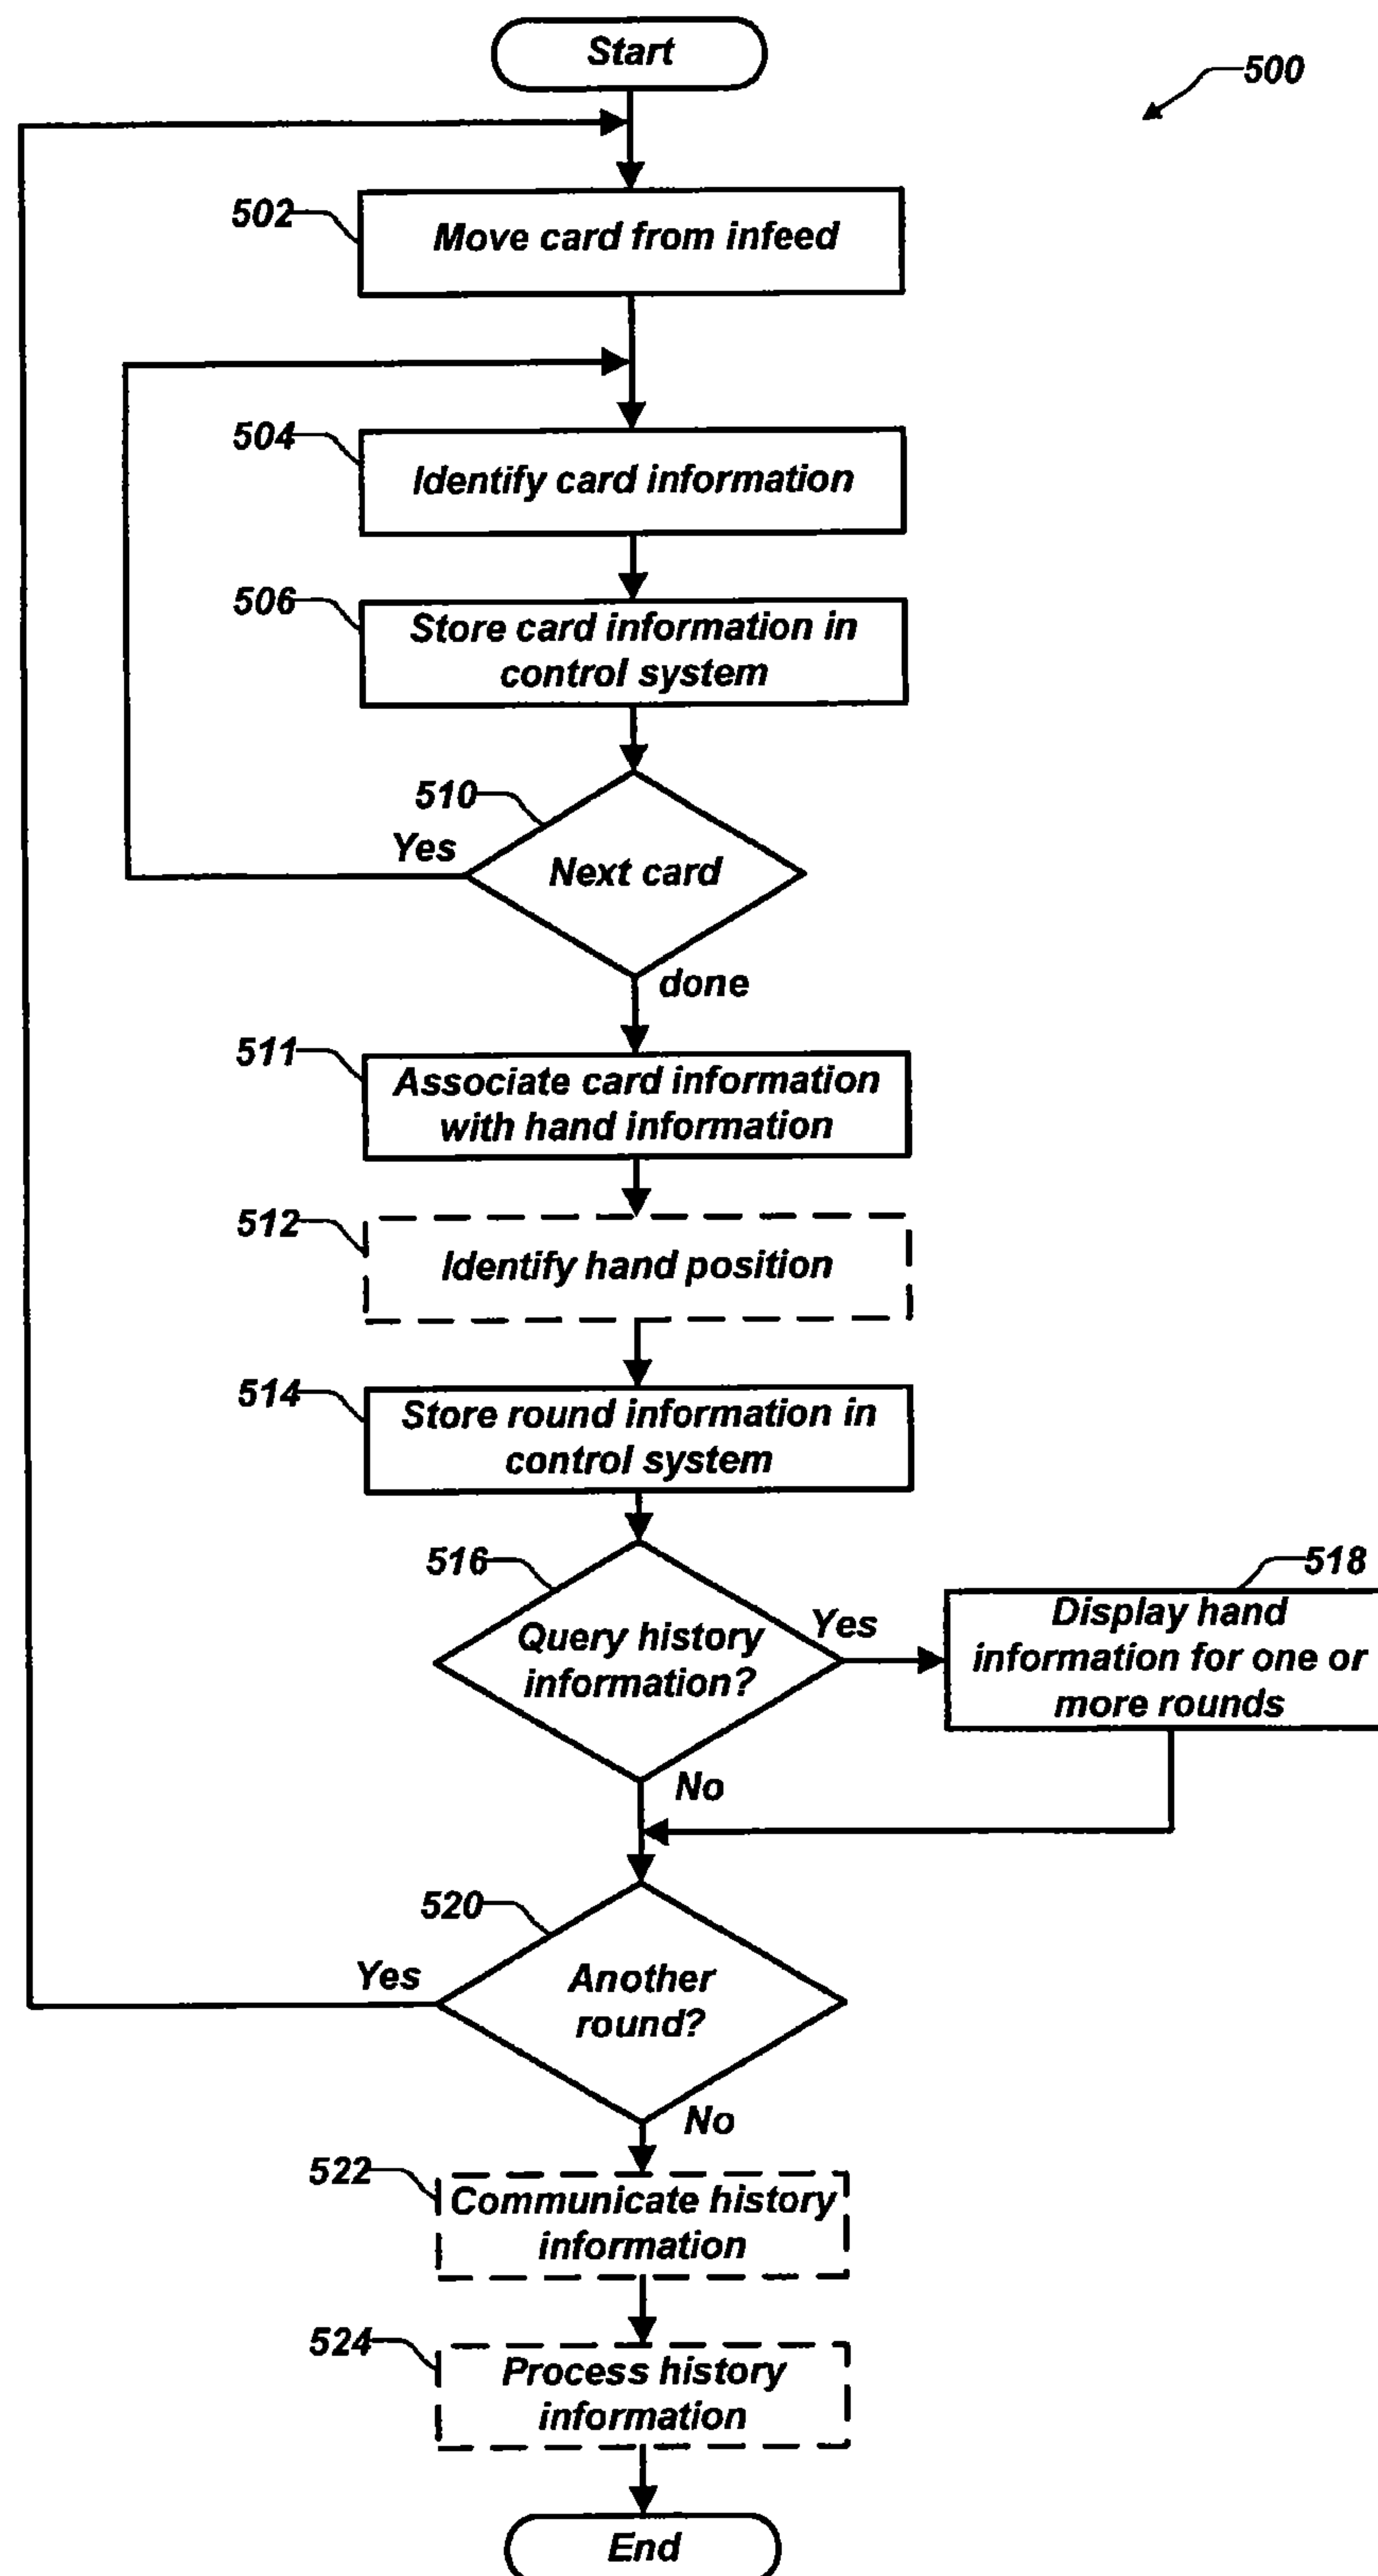 Start
500
502
Move card from infeed
504
Identify card information
506
Store card information in
control system
510
Yes
Next card
done
511
Associate card information
with hand information
512
Identify hand position
514
Store round information in
control system
516
Query history
information?
Yes
518
Display hand
information for one or
more rounds
No
520
Yes
Another
round?
No
522
Communicate history
information
524
Process history
information
End